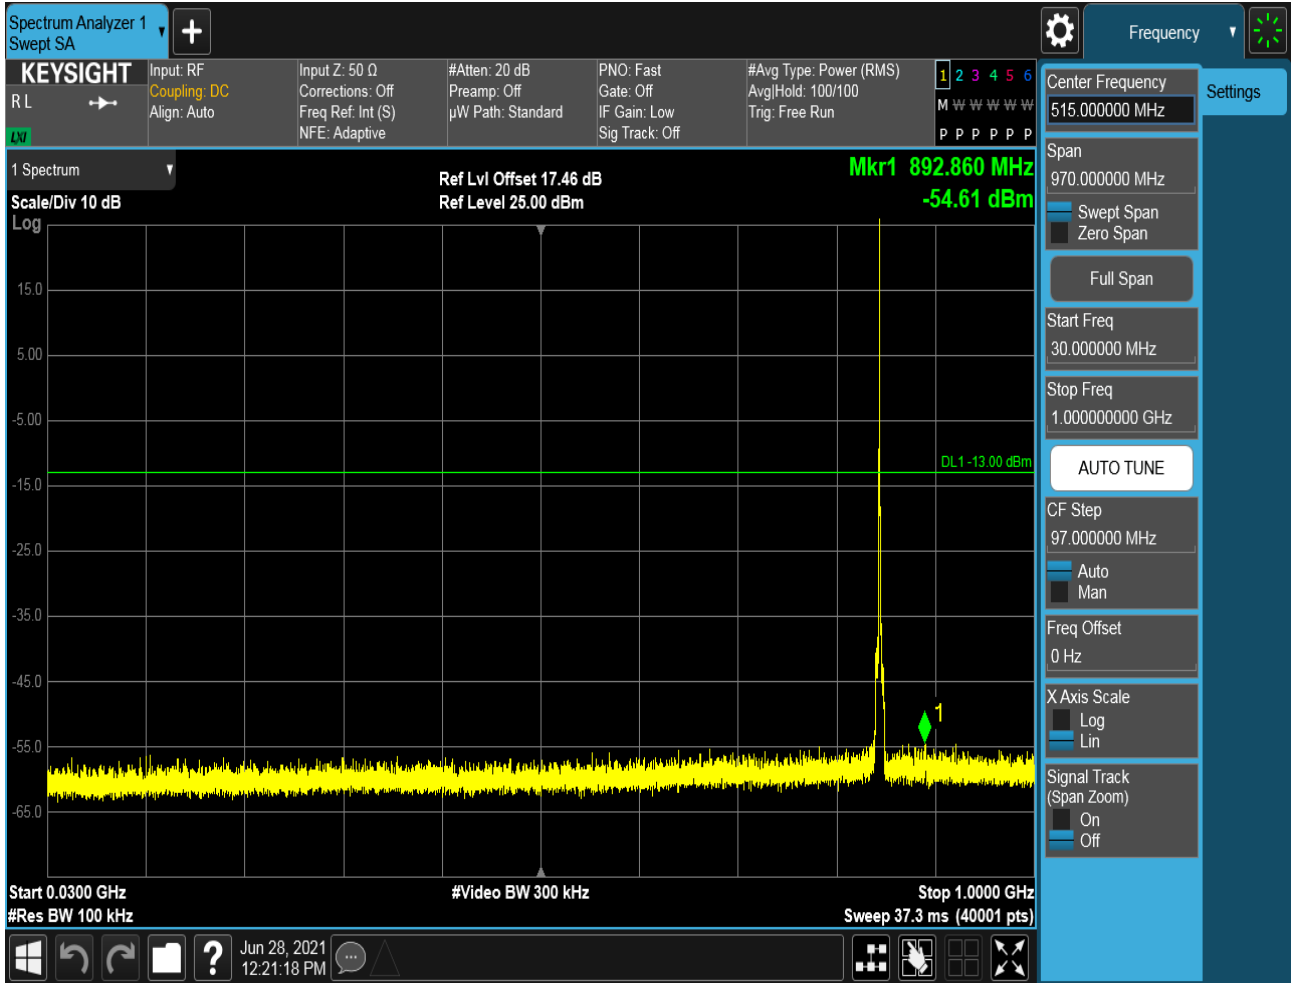 Spectrum Analyzer 1
Swept SA
Frequency
KEYSIGHT
R L
LXI
Input: RF
Coupling: DC
Align: Auto
Input Z: 50 Ω
Corrections: Off
Freq Ref: Int (S)
NFE: Adaptive
#Atten: 20 dB
Preamp: Off
µW Path: Standard
PNO: Fast
Gate: Off
IF Gain: Low
Sig Track: Off
#Avg Type: Power (RMS)
Avg|Hold: 100/100
Trig: Free Run
1 2 3 4 5 6
M W W W W W
P P P P P P
Center Frequency
515.000000 MHz
Settings
1 Spectrum
Ref Lvl Offset 17.46 dB
Mkr1 892.860 MHz
Scale/Div 10 dB
Ref Level 25.00 dBm
-54.61 dBm
Log
15.0
5.00
-5.00
-15.0
-25.0
-35.0
-45.0
-55.0
-65.0
DL1 -13.00 dBm
1
Start 0.0300 GHz
#Video BW 300 kHz
Stop 1.0000 GHz
#Res BW 100 kHz
Sweep 37.3 ms (40001 pts)
Span
970.000000 MHz
Swept Span
Zero Span
Full Span
Start Freq
30.000000 MHz
Stop Freq
1.000000000 GHz
AUTO TUNE
CF Step
97.000000 MHz
Auto
Man
Freq Offset
0 Hz
X Axis Scale
Log
Lin
Signal Track
(Span Zoom)
On
Off
?
Jun 28, 2021
12:21:18 PM